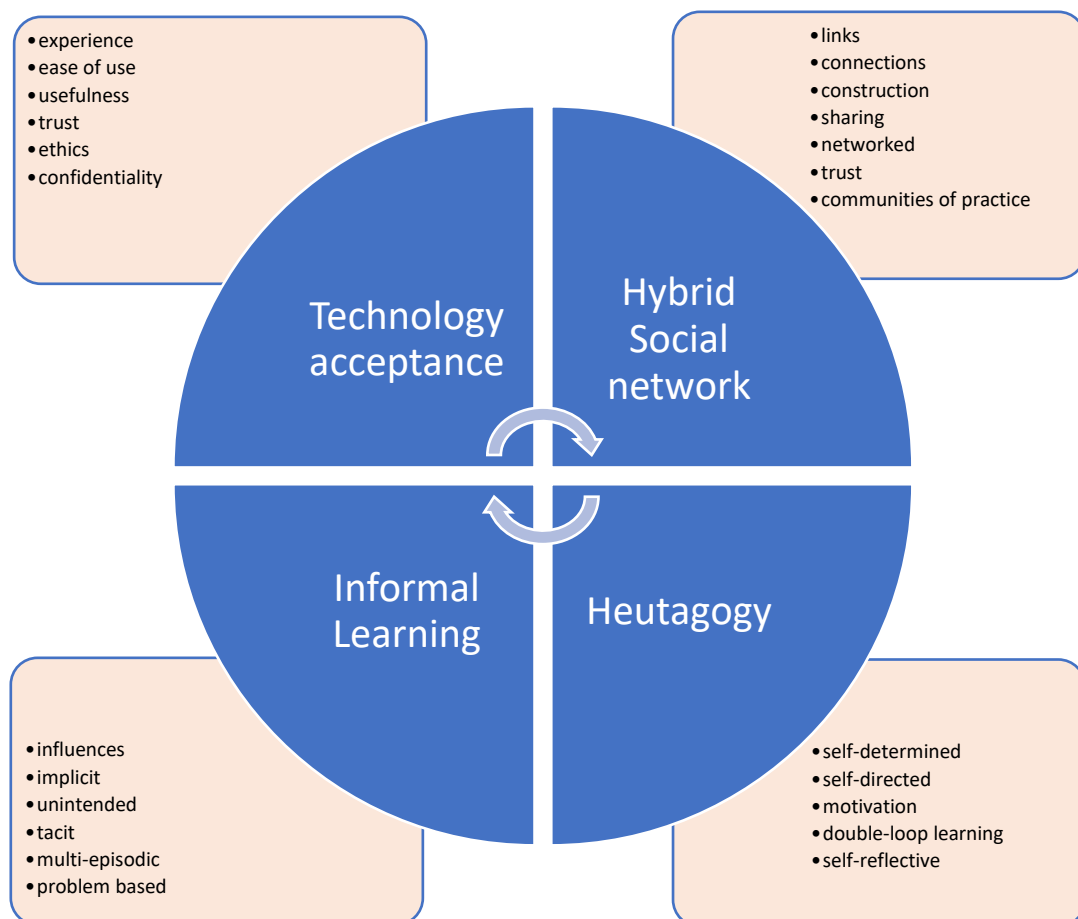 •experience
•ease of use
•usefulness
•trust
•ethics
•confidentiality
•links
•connections
•construction
•sharing
•networked
•trust
•communities of practice
Technology
acceptance
Hybrid
Social
network
Informal
Learning
Heutagogy
•influences
•implicit
•unintended
•tacit
•multi-episodic
•problem based
•self-determined
•self-directed
•motivation
•double-loop learning
•self-reflective